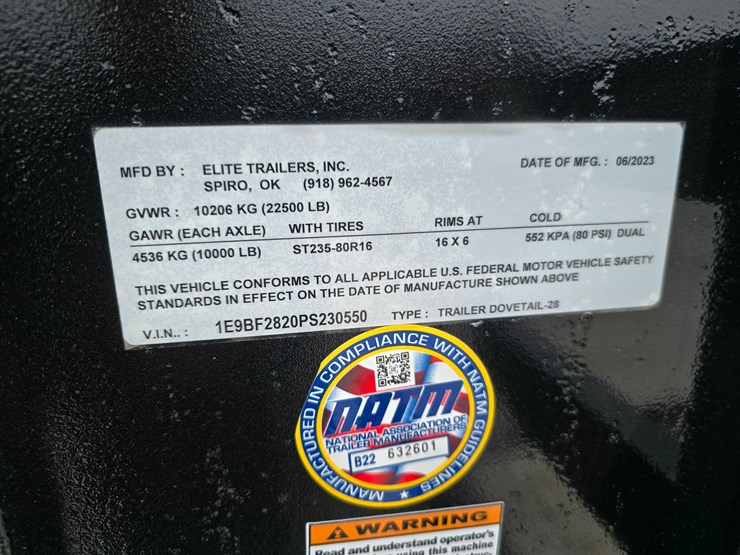 MFD BY : ELITE TRAILERS, INC. DATE OF MFG. : 06/2023
SPIRO, OK (918) 962-4567
GVWR : 10206 KG (22500 LB)
GAWR (EACH AXLE) WITH TIRES RIMS AT COLD
4536 KG (10000 LB) ST235-80R16 16 X 6 552 KPA (80 PSI) DUAL
THIS VEHICLE CONFORMS TO ALL APPLICABLE U.S. FEDERAL MOTOR VEHICLE SAFETY
STANDARDS IN EFFECT ON THE DATE OF MANUFACTURE SHOWN ABOVE
V.I.N.. : 1E9BF2820PS230550 TYPE : TRAILER DOVETAIL-28
MANUFACTURED IN COMPLIANCE WITH NATM GUIDELINES
NATM
NATIONAL ASSOCIATION OF
TRAILER MANUFACTURERS
B22 632601
NATM
WARNING
Read and understand operator's
using this machine